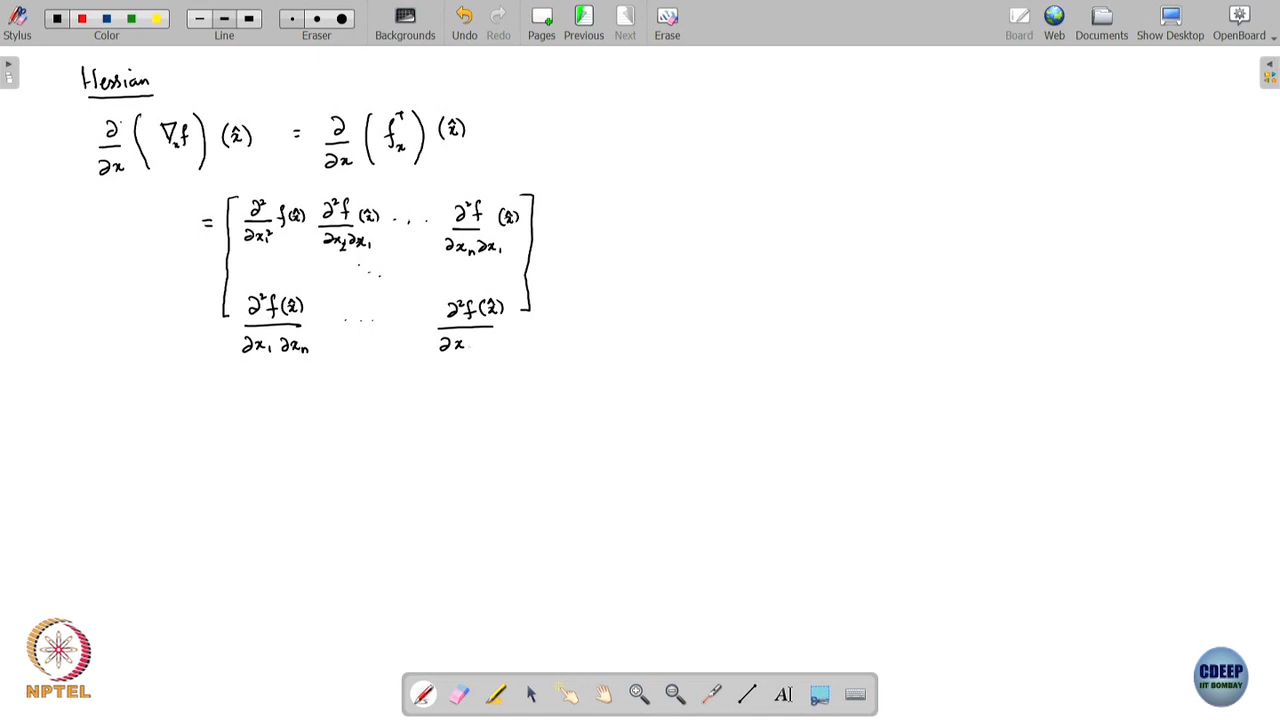 Stylus Color Line Eraser Backgrounds Undo Redo Pages Previous Next Erase Board Web Documents Show Desktop OpenBoard
Hessian
∂/∂x (∇ₓf)(x̂) = ∂/∂x (fₓᵀ)(x̂)
= [ ∂²/∂x₁² f(x̂) ∂²f/∂x₂∂x₁ (x̂) ... ∂²f/∂xₙ∂x₁ (x̂)
⋱
∂²f(x̂)/∂x₁ ∂xₙ ... ∂²f(x̂)/∂x ]
NPTEL
CDEEP
IIT BOMBAY